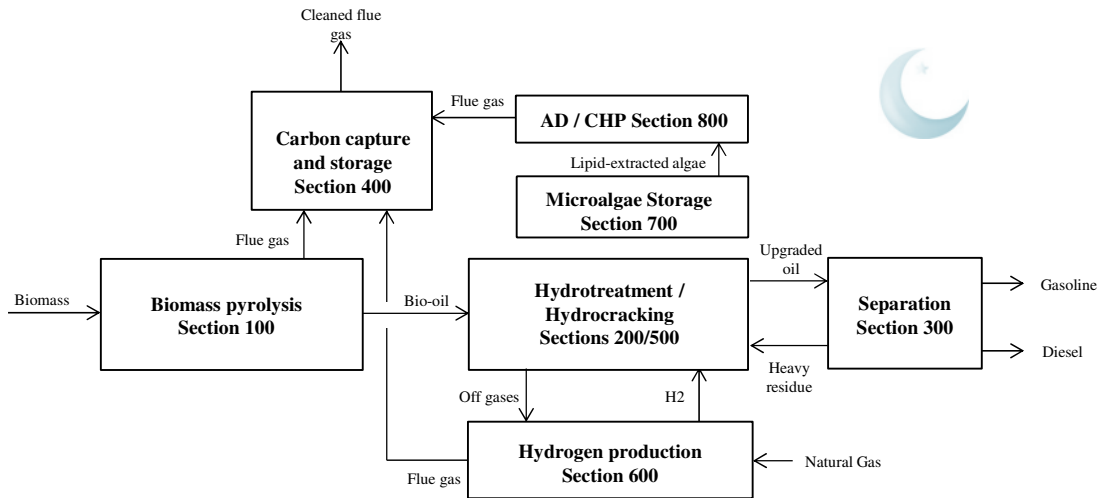 Cleaned flue
gas
Flue gas
AD / CHP Section 800
Carbon capture
and storage
Section 400
Lipid-extracted algae
Microalgae Storage
Section 700
Flue gas
Upgraded
oil
Biomass
Biomass pyrolysis
Section 100
Bio-oil
Hydrotreatment /
Hydrocracking
Sections 200/500
Separation
Section 300
Gasoline
Diesel
Heavy
residue
Off gases
H2
Hydrogen production
Section 600
Flue gas
Natural Gas